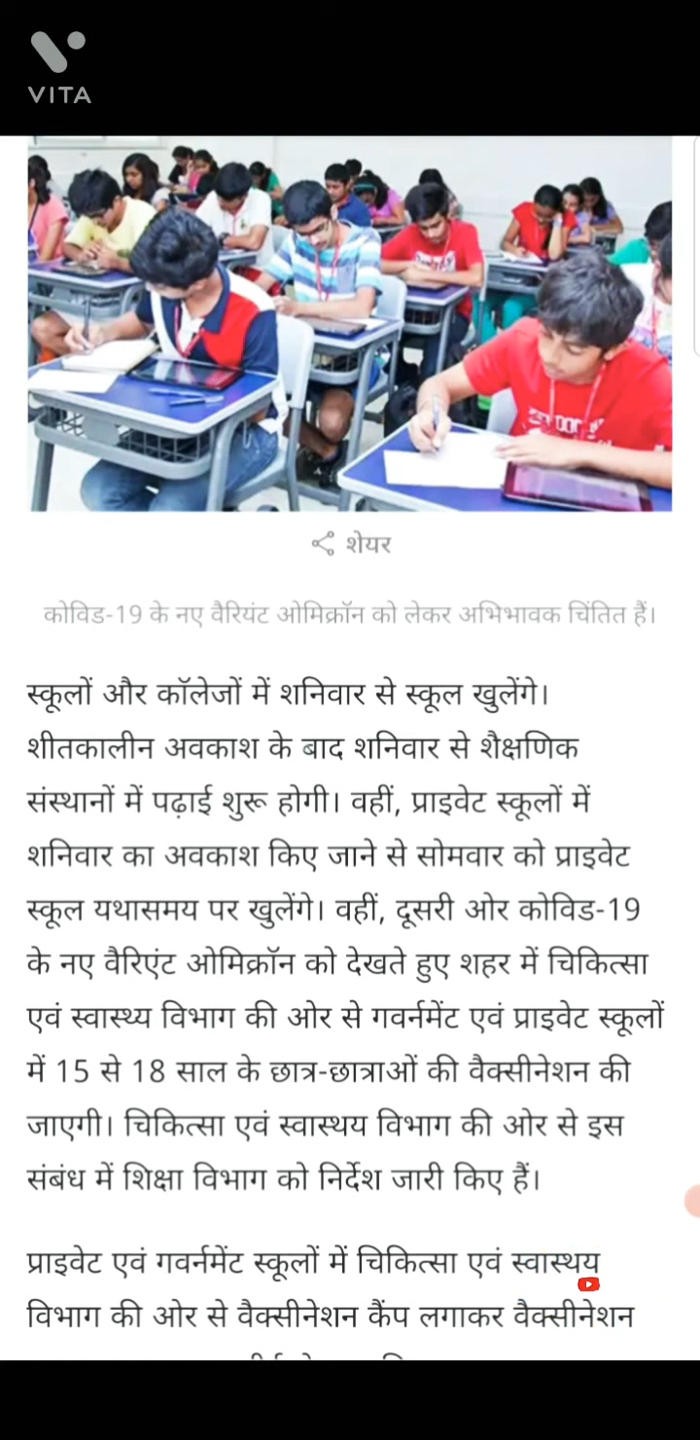 VITA
शेयर
कोविड-19 के नए वैरियंट ओमिक्रॉन को लेकर अभिभावक चिंतित हैं।
स्कूलों और कॉलेजों में शनिवार से स्कूल खुलेंगे।
शीतकालीन अवकाश के बाद शनिवार से शैक्षणिक
संस्थानों में पढ़ाई शुरू होगी। वहीं, प्राइवेट स्कूलों में
शनिवार का अवकाश किए जाने से सोमवार को प्राइवेट
स्कूल यथासमय पर खुलेंगे। वहीं, दूसरी ओर कोविड-19
के नए वैरिएंट ओमिक्रॉन को देखते हुए शहर में चिकित्सा
एवं स्वास्थ्य विभाग की ओर से गवर्नमेंट एवं प्राइवेट स्कूलों
में 15 से 18 साल के छात्र-छात्राओं की वैक्सीनेशन की
जाएगी। चिकित्सा एवं स्वास्थय विभाग की ओर से इस
संबंध में शिक्षा विभाग को निर्देश जारी किए हैं।
प्राइवेट एवं गवर्नमेंट स्कूलों में चिकित्सा एवं स्वास्थय
विभाग की ओर से वैक्सीनेशन कैंप लगाकर वैक्सीनेशन